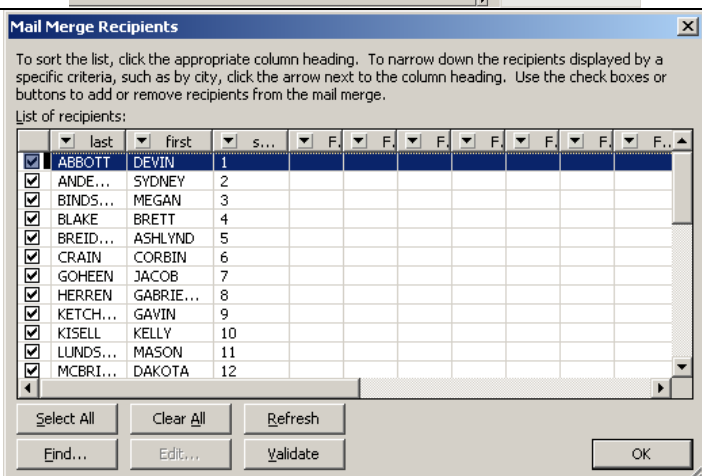 Mail Merge Recipients
To sort the list, click the appropriate column heading. To narrow down the recipients displayed by a
specific criteria, such as by city, click the arrow next to the column heading. Use the check boxes or
buttons to add or remove recipients from the mail merge.
List of recipients:
last first s... F. F. F. F. F. F. F..
ABBOTT DEVIN 1
ANDE... SYDNEY 2
BINDS... MEGAN 3
BLAKE BRETT 4
BREID... ASHLYND 5
CRAIN CORBIN 6
GOHEEN JACOB 7
HERREN GABRIE... 8
KETCH... GAVIN 9
KISELL KELLY 10
LUNDS... MASON 11
MCBRI... DAKOTA 12
Select All Clear All Refresh
Find... Edit... Validate OK